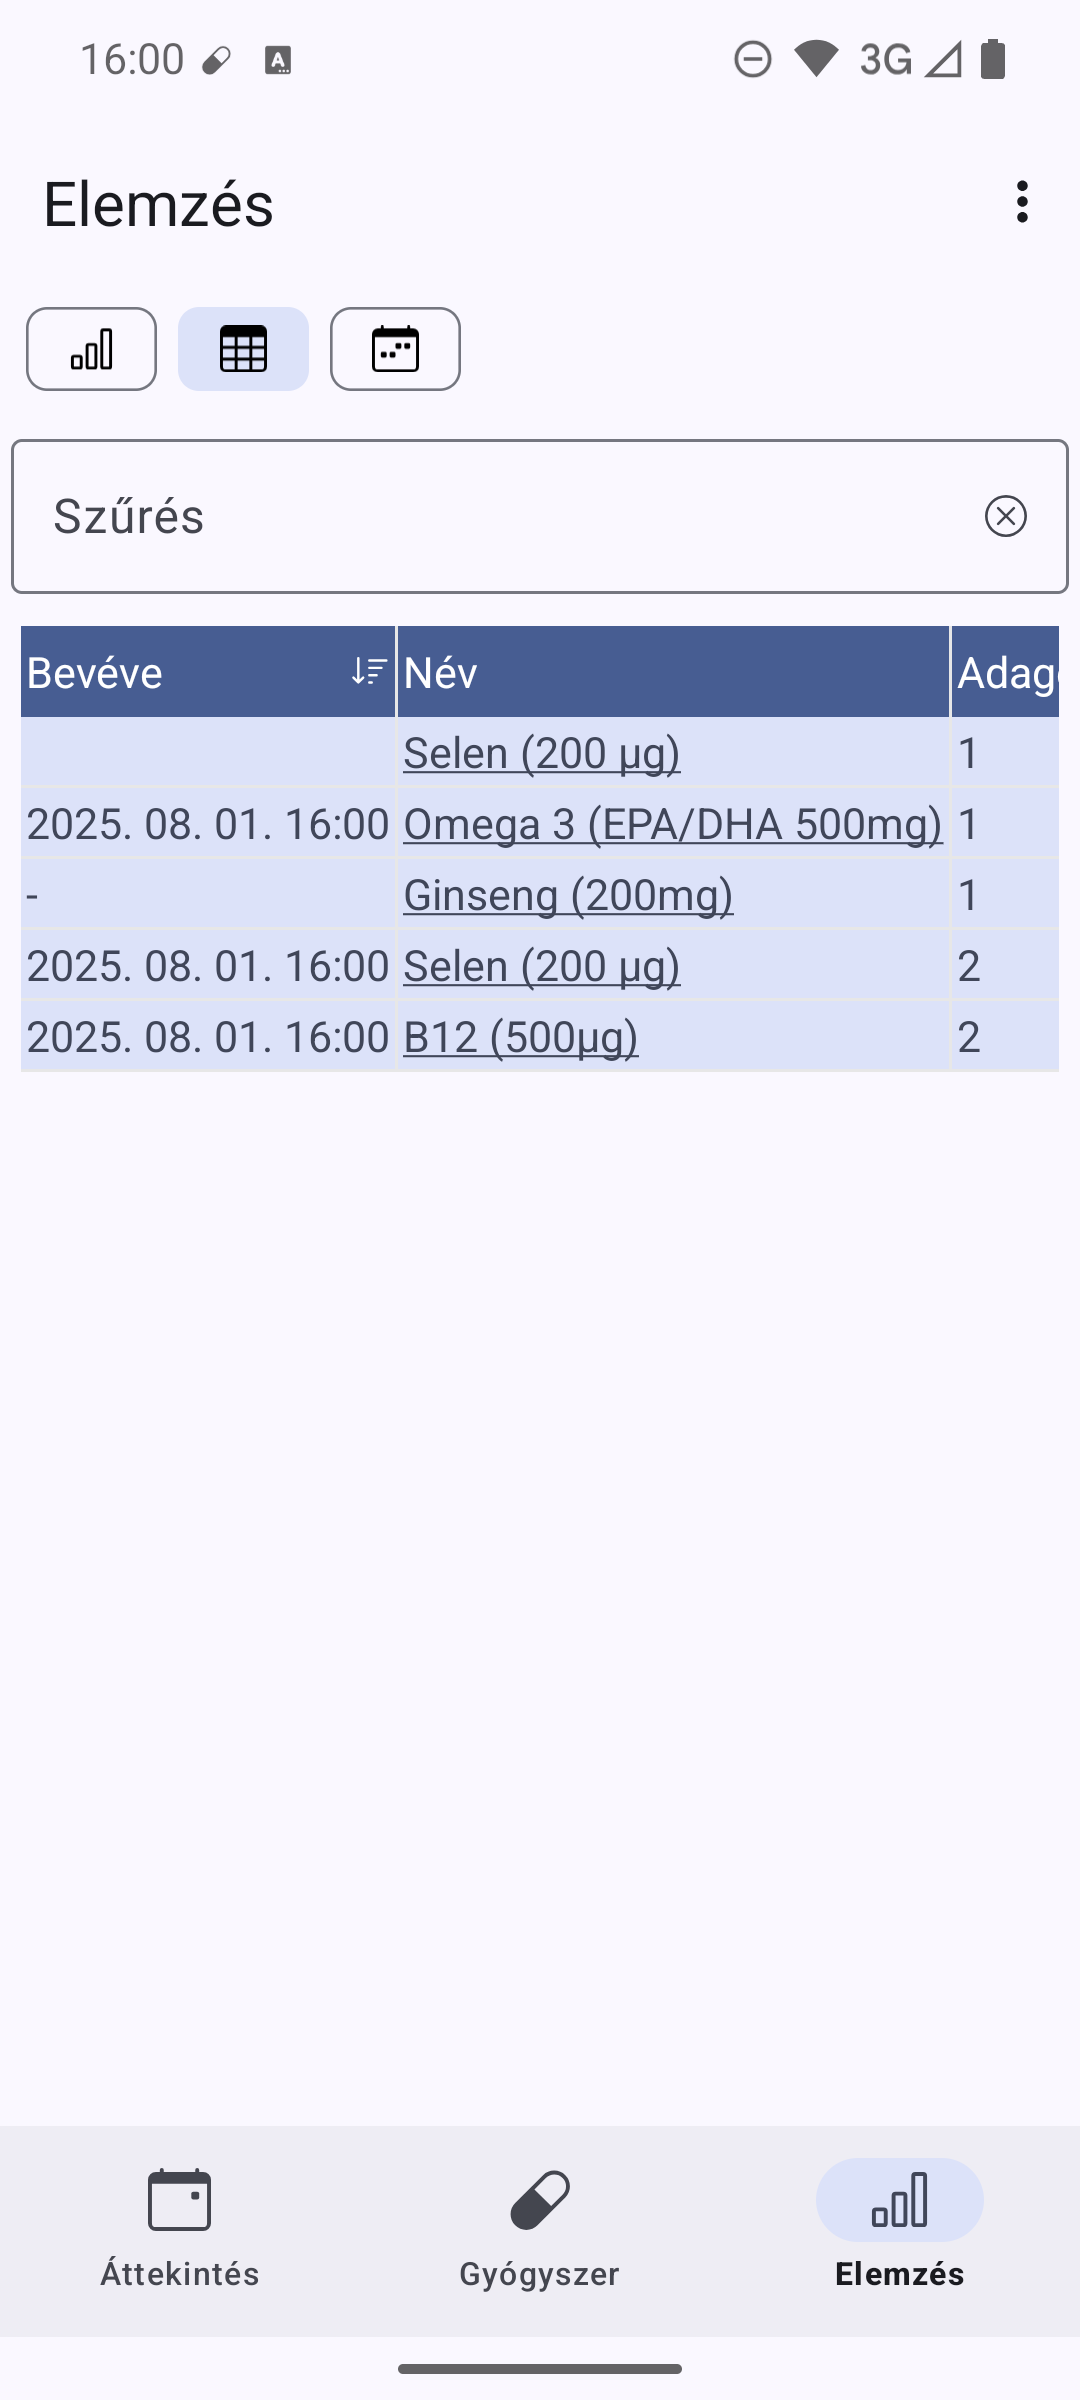 16:00 3G
Elemzés
Szűrés
Bevéve Név Adag
Selen (200 µg) 1
2025. 08. 01. 16:00 Omega 3 (EPA/DHA 500mg) 1
- Ginseng (200mg) 1
2025. 08. 01. 16:00 Selen (200 µg) 2
2025. 08. 01. 16:00 B12 (500µg) 2
Áttekintés Gyógyszer Elemzés